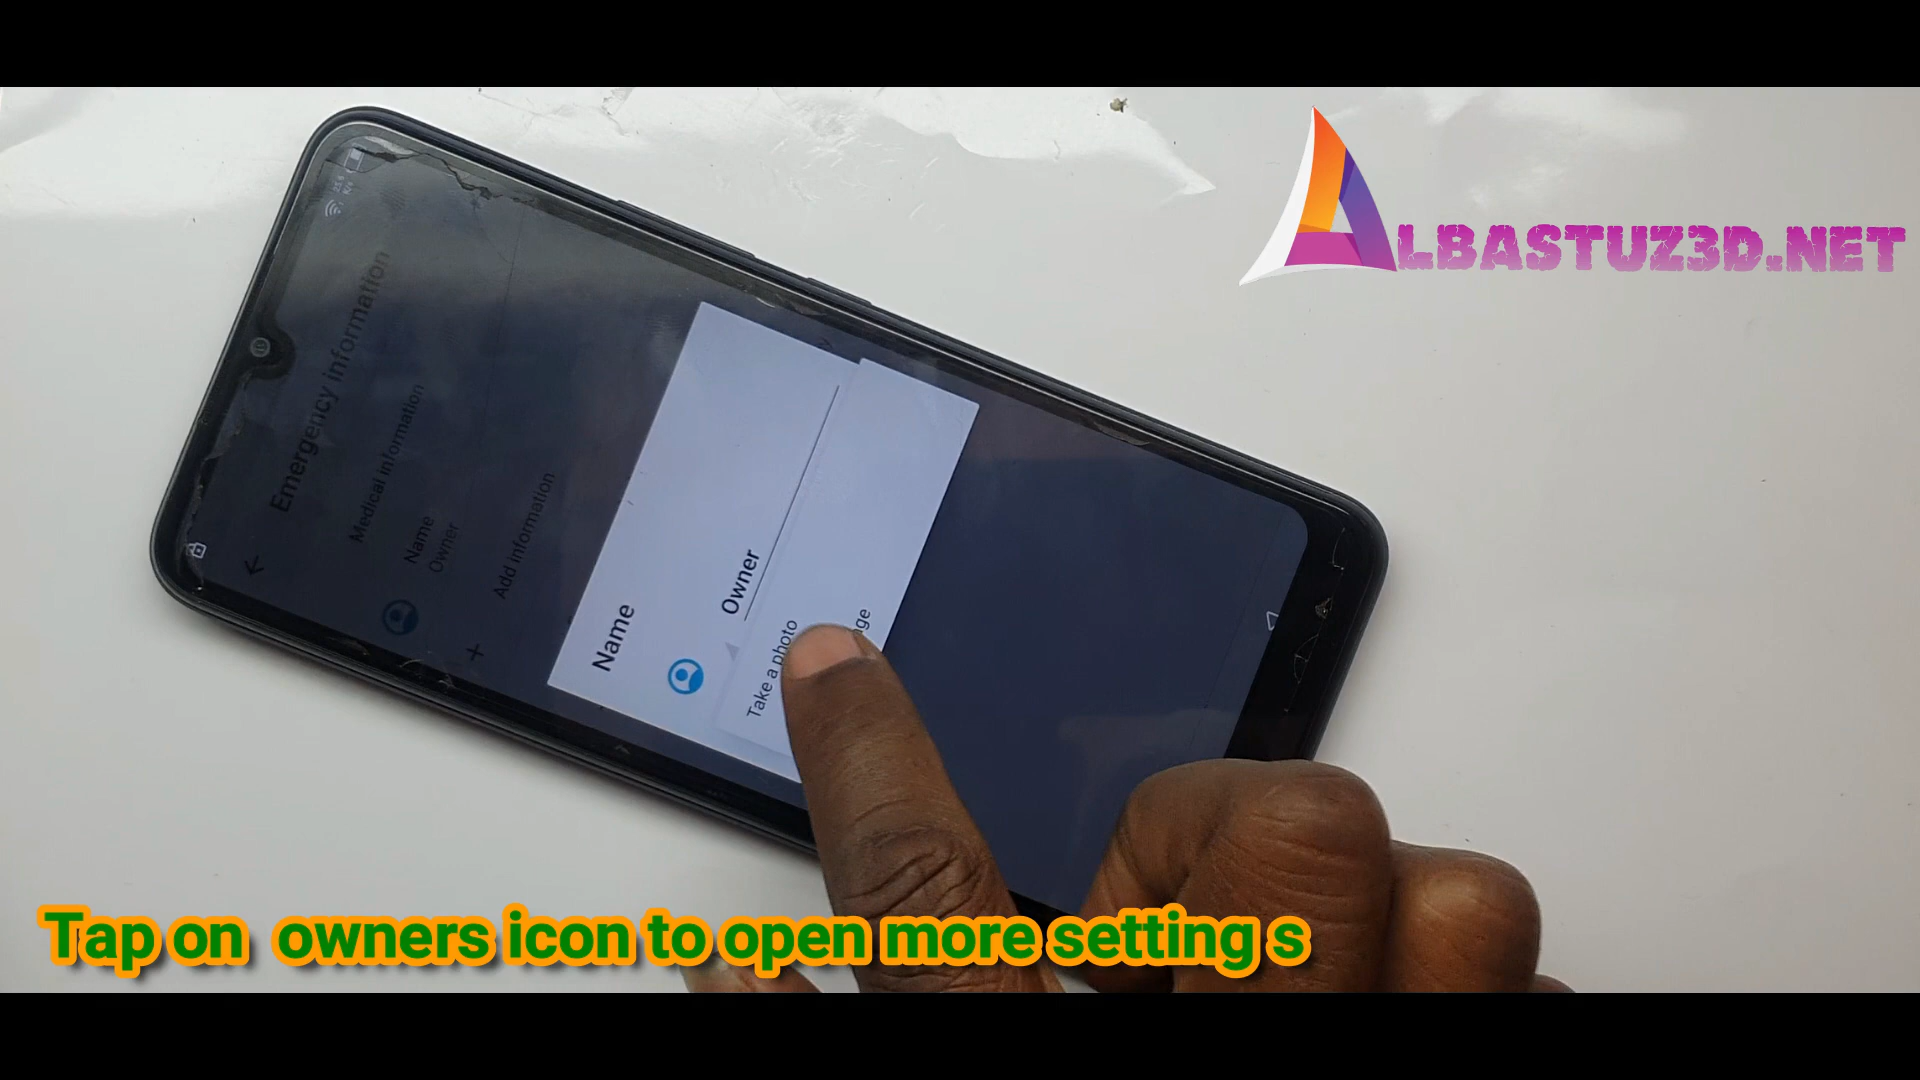 ALBASTUZ3D.NET
Emergency information
Medical information
Name
Owner
Add information
Name
Owner
Take a photo
Tap on owners icon to open more setting s